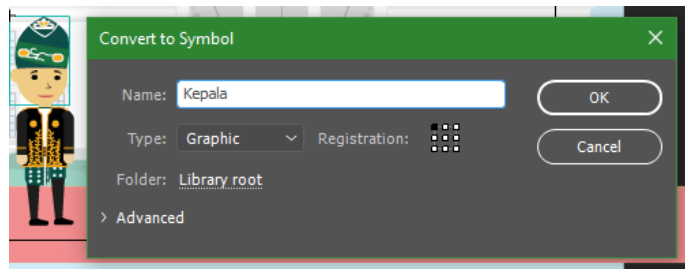 Convert to Symbol
Name: Kepala
OK
Type: Graphic Registration:
Cancel
Folder: Library root
Advanced